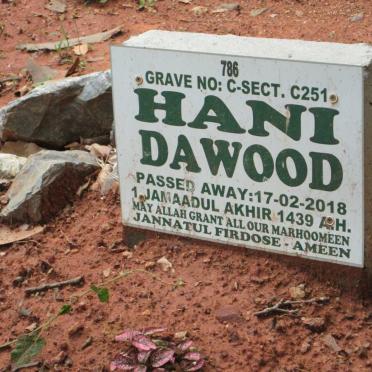 786
GRAVE NO: C-SECT. C251
HANI
DAWOOD
PASSED AWAY:17-02-2018
1 JAMAADUL AKHIR 1439 A.H.
MAY ALLAH GRANT ALL OUR MARHOOMEEN
JANNATUL FIRDOSE - AMEEN